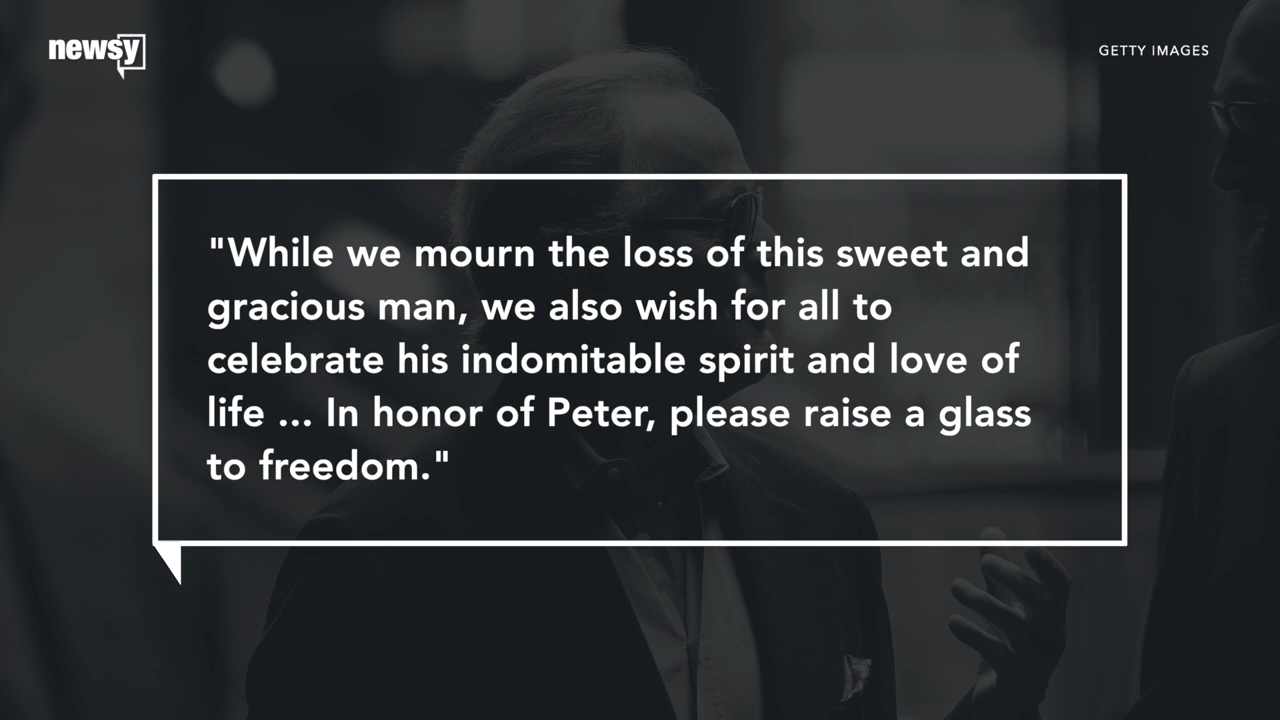 newsy
GETTY IMAGES
"While we mourn the loss of this sweet and
gracious man, we also wish for all to
celebrate his indomitable spirit and love of
life ... In honor of Peter, please raise a glass
to freedom."